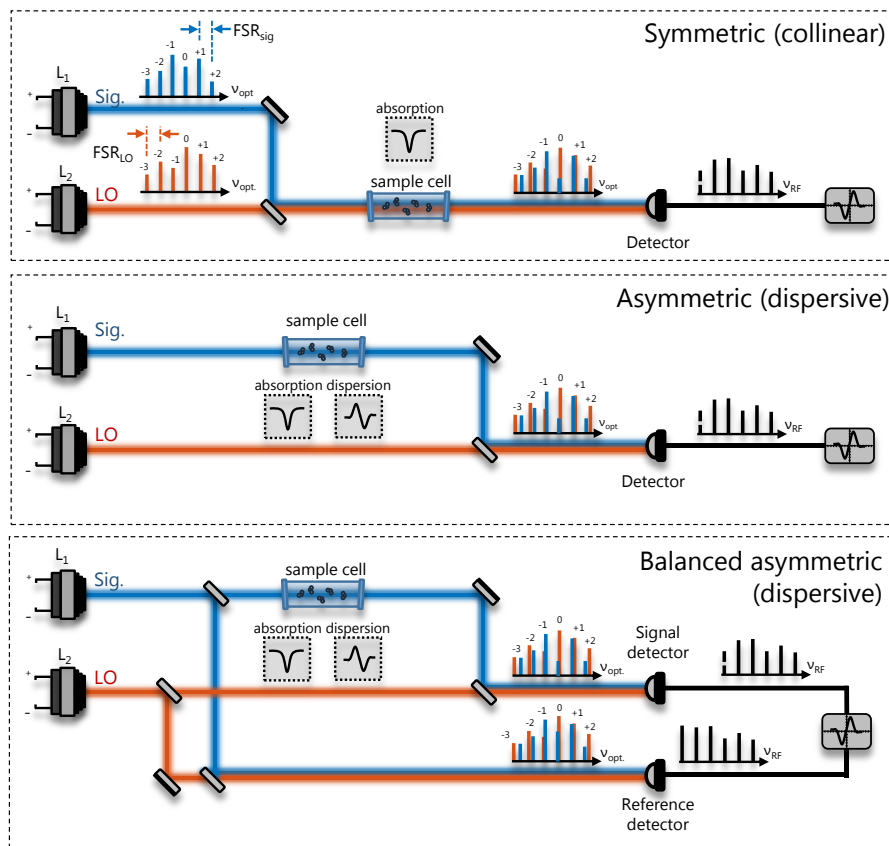 Symmetric (collinear)
L1
+
-
Sig.
-3 -2 -1 0 +1 +2
FSRsig
νopt
absorption
FSRLO
-3 -2 -1 0 +1 +2
νopt.
L2
+
-
LO
sample cell
-3 -2 -1 0 +1 +2
νopt
νRF
Detector
Asymmetric (dispersive)
L1
+
-
Sig.
sample cell
absorption dispersion
L2
+
-
LO
-3 -2 -1 0 +1 +2
νopt.
νRF
Detector
Balanced asymmetric
(dispersive)
L1
+
-
Sig.
sample cell
absorption dispersion
L2
+
-
LO
-3 -2 -1 0 +1 +2
νopt.
Signal
detector
νRF
-3 -2 -1 0 +1 +2
νopt.
νRF
Reference
detector